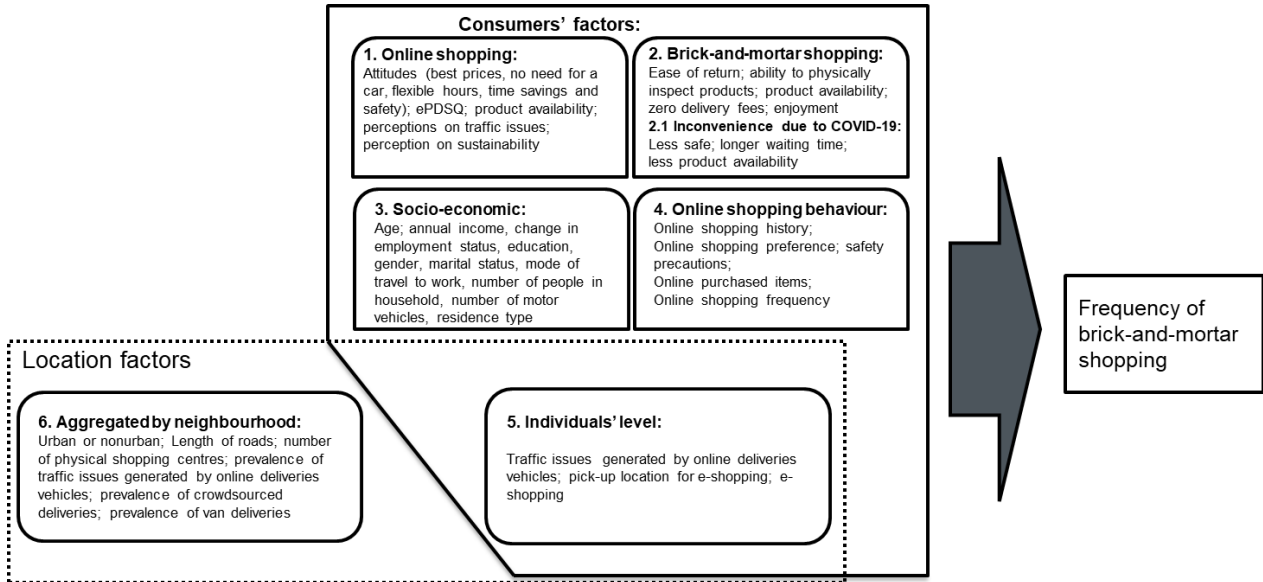 Consumers’ factors:
1. Online shopping:
Attitudes (best prices, no need for a
car, flexible hours, time savings and
safety); ePDSQ; product availability;
perceptions on traffic issues;
perception on sustainability
2. Brick-and-mortar shopping:
Ease of return; ability to physically
inspect products; product availability;
zero delivery fees; enjoyment
2.1 Inconvenience due to COVID-19:
Less safe; longer waiting time;
less product availability
3. Socio-economic:
Age; annual income, change in
employment status, education,
gender, marital status, mode of
travel to work, number of people in
household, number of motor
vehicles, residence type
4. Online shopping behaviour:
Online shopping history;
Online shopping preference; safety
precautions;
Online purchased items;
Online shopping frequency
Location factors
6. Aggregated by neighbourhood:
Urban or nonurban; Length of roads; number
of physical shopping centres; prevalence of
traffic issues generated by online deliveries
vehicles; prevalence of crowdsourced
deliveries; prevalence of van deliveries
5. Individuals’ level:
Traffic issues generated by online deliveries
vehicles; pick-up location for e-shopping; e-
shopping
Frequency of
brick-and-mortar
shopping